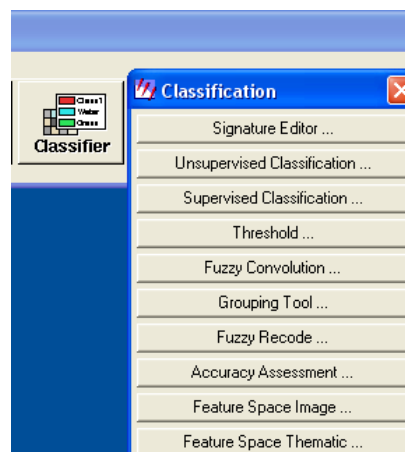 Class1
Water
Grass
Classifier
Classification
Signature Editor ...
Unsupervised Classification ...
Supervised Classification ...
Threshold ...
Fuzzy Convolution ...
Grouping Tool ...
Fuzzy Recode ...
Accuracy Assessment ...
Feature Space Image ...
Feature Space Thematic ...